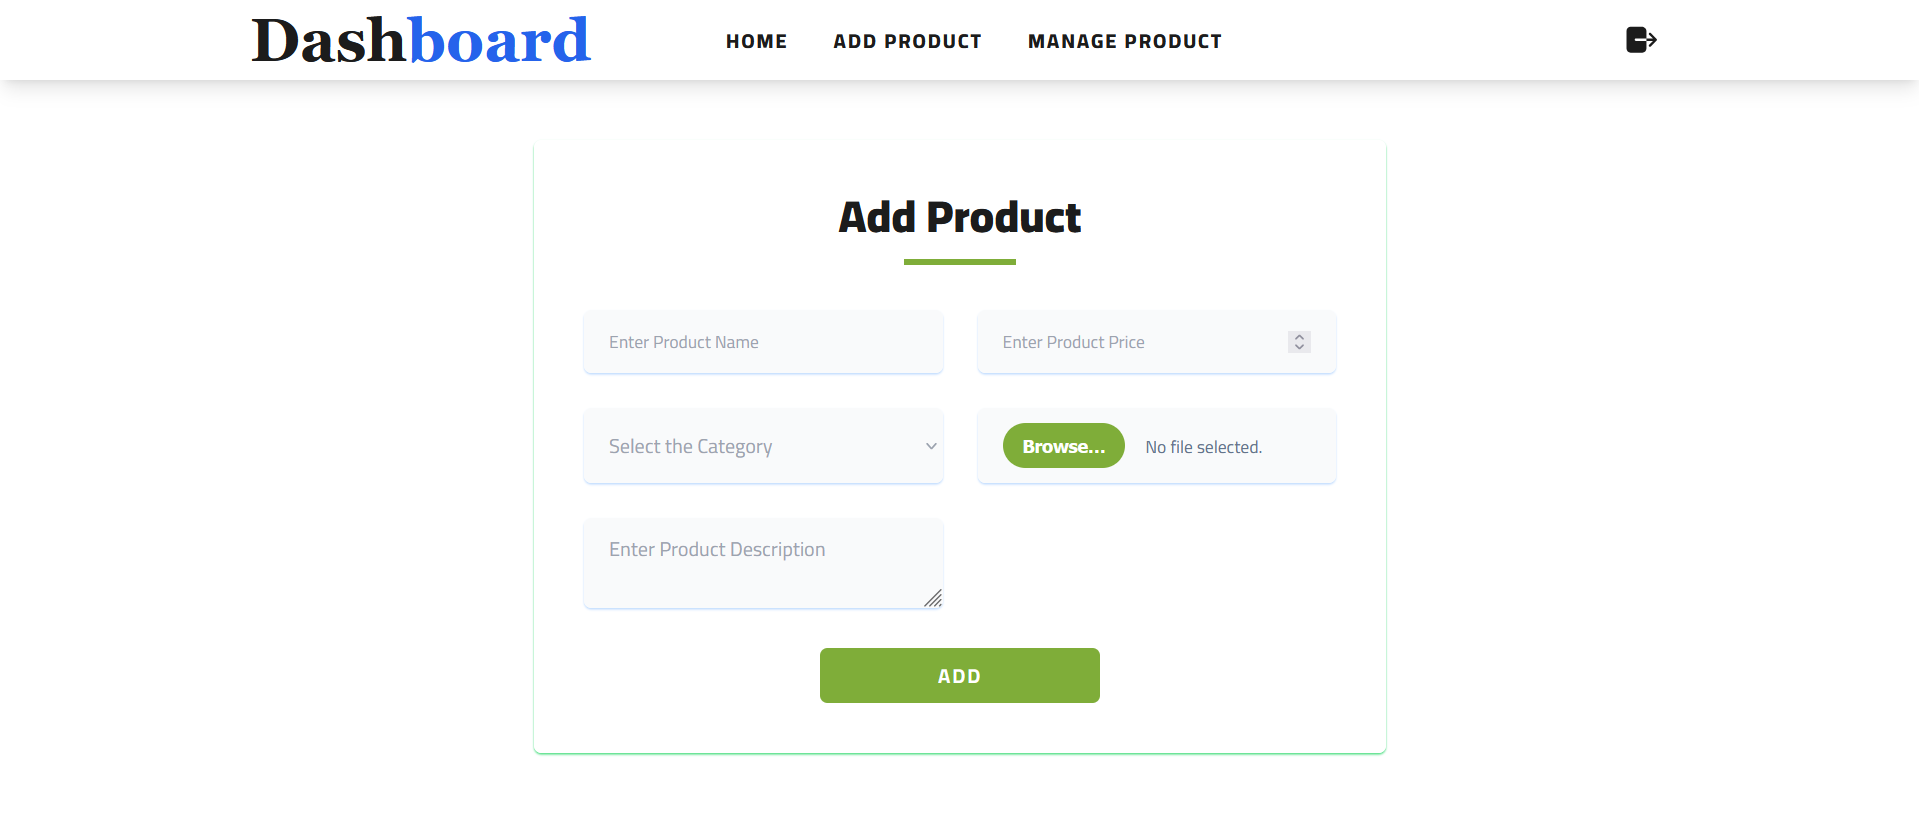 Dashboard
HOME ADD PRODUCT MANAGE PRODUCT
Add Product
Enter Product Name
Enter Product Price
Select the Category
Browse... No file selected.
Enter Product Description
ADD